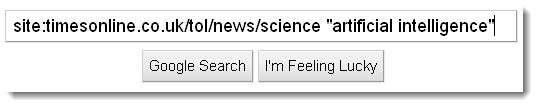 site:timesonline.co.uk/tol/news/science "artificial intelligence"
Google Search I'm Feeling Lucky